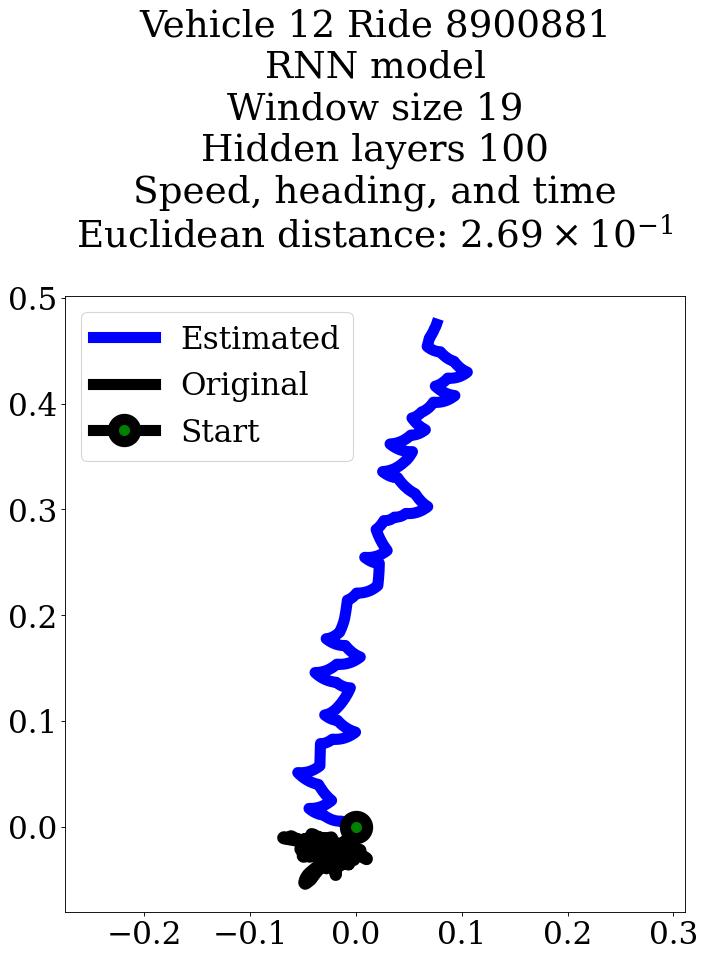 Vehicle 12 Ride 8900881
RNN model
Window size 19
Hidden layers 100
Speed, heading, and time
Euclidean distance: 2.69 × 10⁻¹
0.5
0.4
0.3
0.2
0.1
0.0
Estimated
Original
Start
−0.2 −0.1 0.0 0.1 0.2 0.3